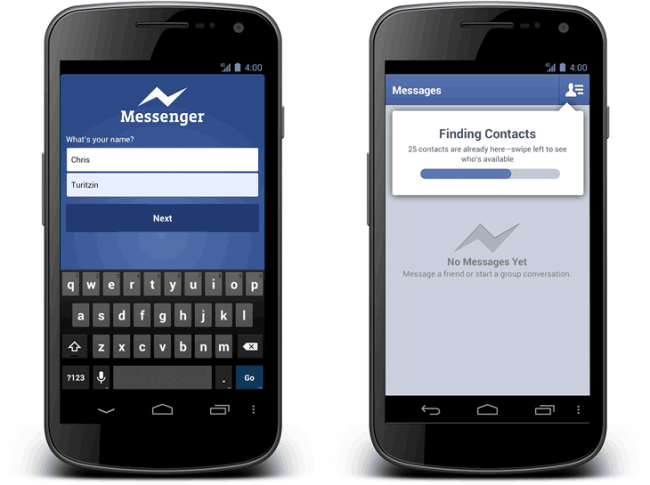 4:00
Messenger
What's your name?
Chris
Turitzin
Next
q w e r t y u i o p
a s d f g h j k l
z x c v b n m
?123 . Go
4:00
Messages
Finding Contacts
25 contacts are already here—swipe left to see
who's available
No Messages Yet
Message a friend or start a group conversation.